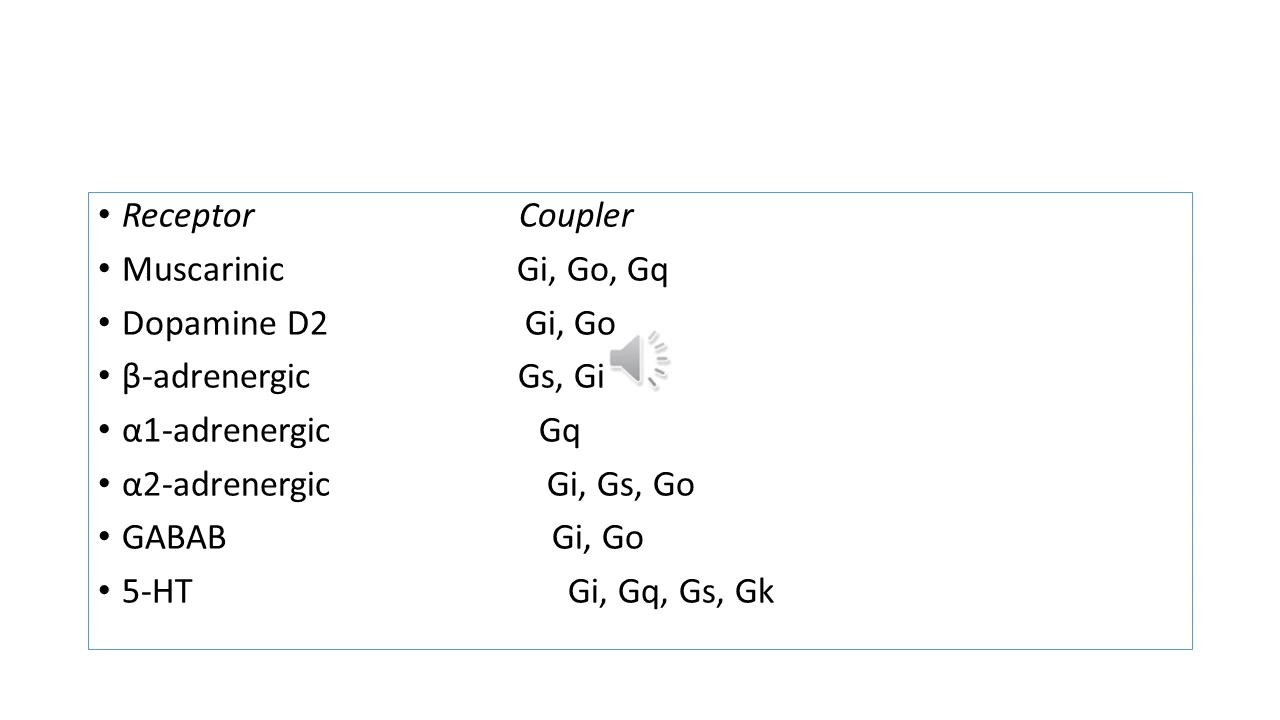 • Receptor Coupler
• Muscarinic Gi, Go, Gq
• Dopamine D2 Gi, Go
• β-adrenergic Gs, Gi
• α1-adrenergic Gq
• α2-adrenergic Gi, Gs, Go
• GABAB Gi, Go
• 5-HT Gi, Gq, Gs, Gk